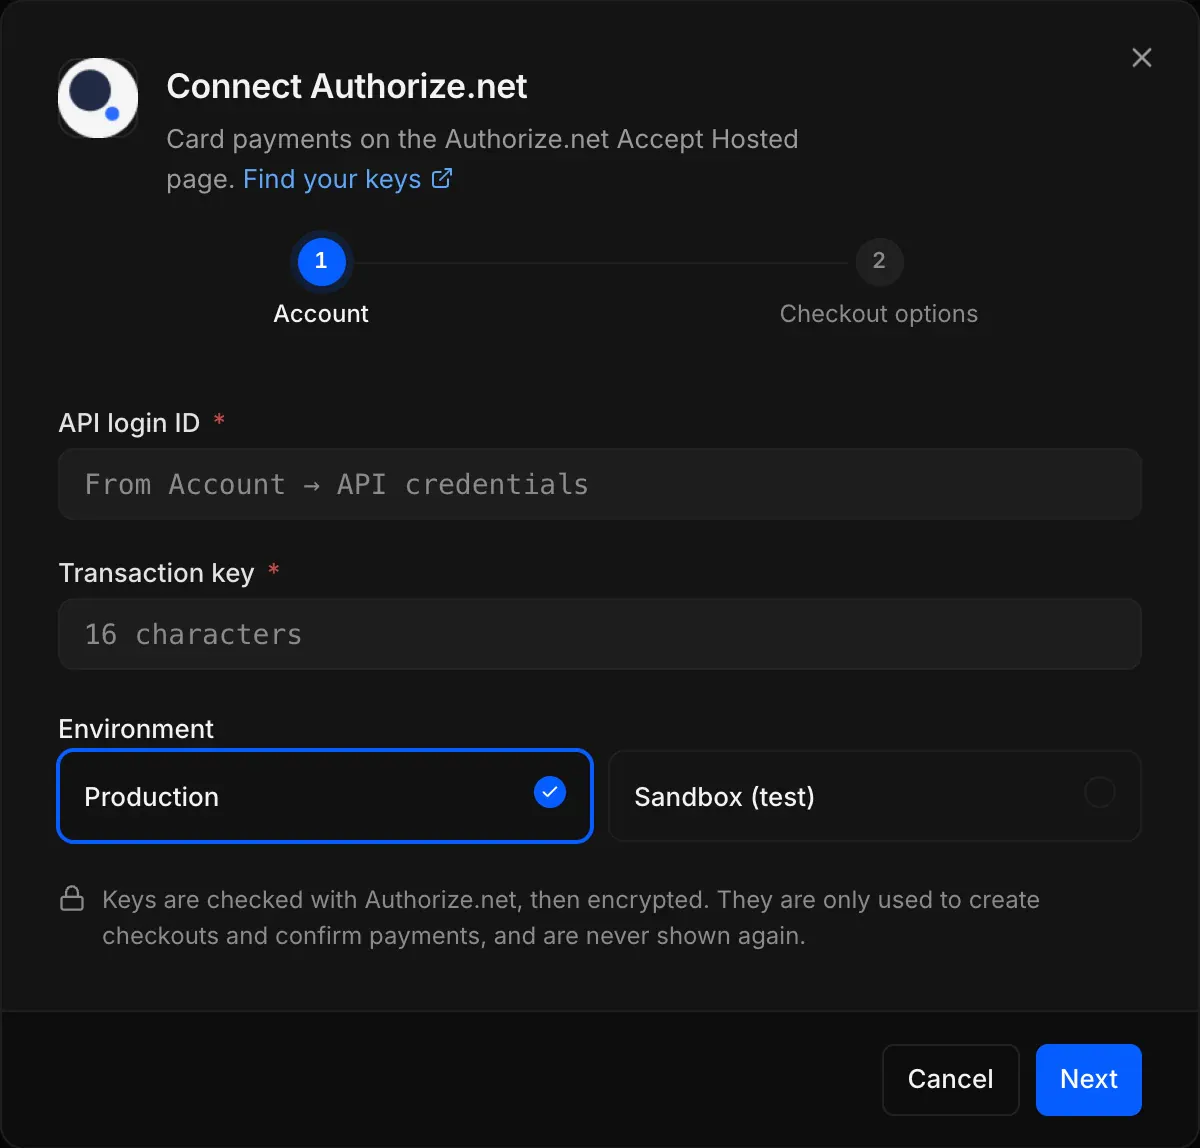 Connect Authorize.net
Card payments on the Authorize.net Accept Hosted
page. Find your keys
1
2
Account
Checkout options
API login ID *
From Account → API credentials
Transaction key *
16 characters
Environment
Production
Sandbox (test)
Keys are checked with Authorize.net, then encrypted. They are only used to create
checkouts and confirm payments, and are never shown again.
Cancel
Next